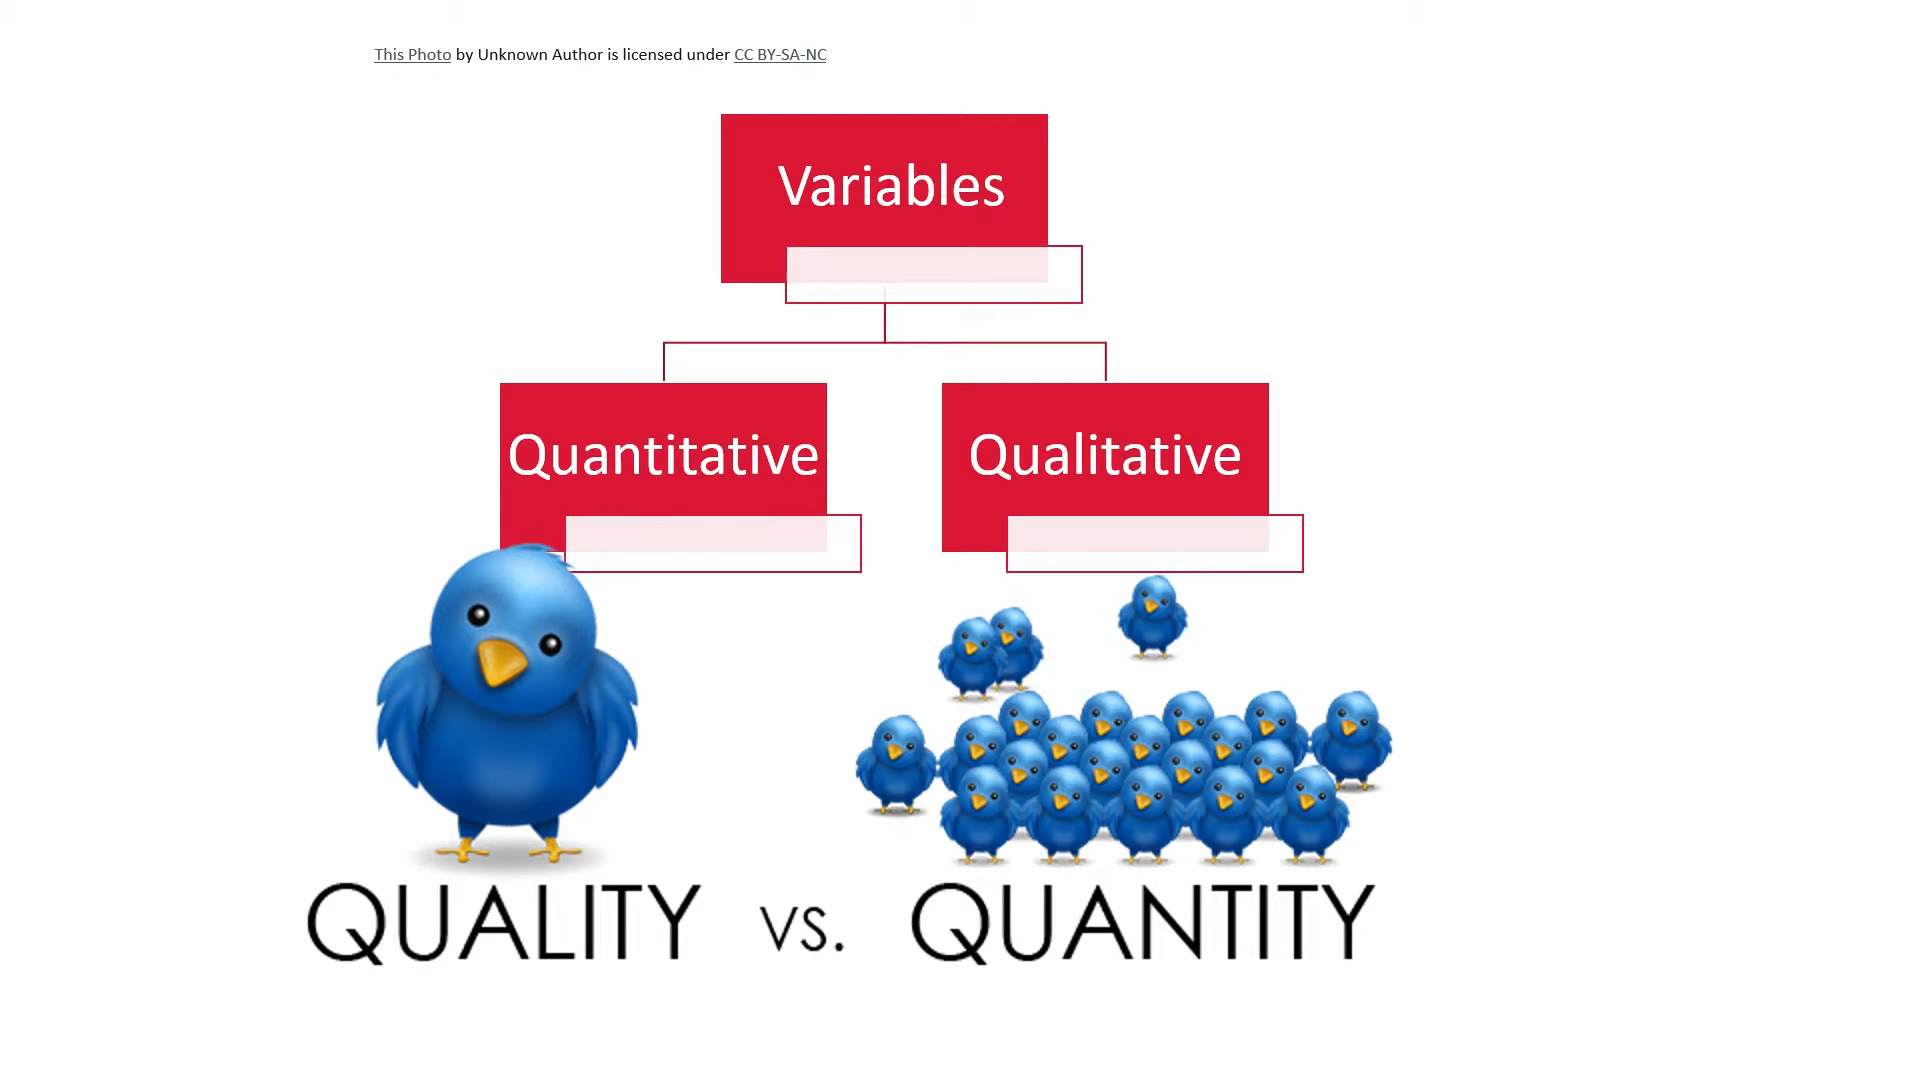 This Photo by Unknown Author is licensed under CC BY-SA-NC
Variables
Quantitative
Qualitative
QUALITY vs. QUANTITY